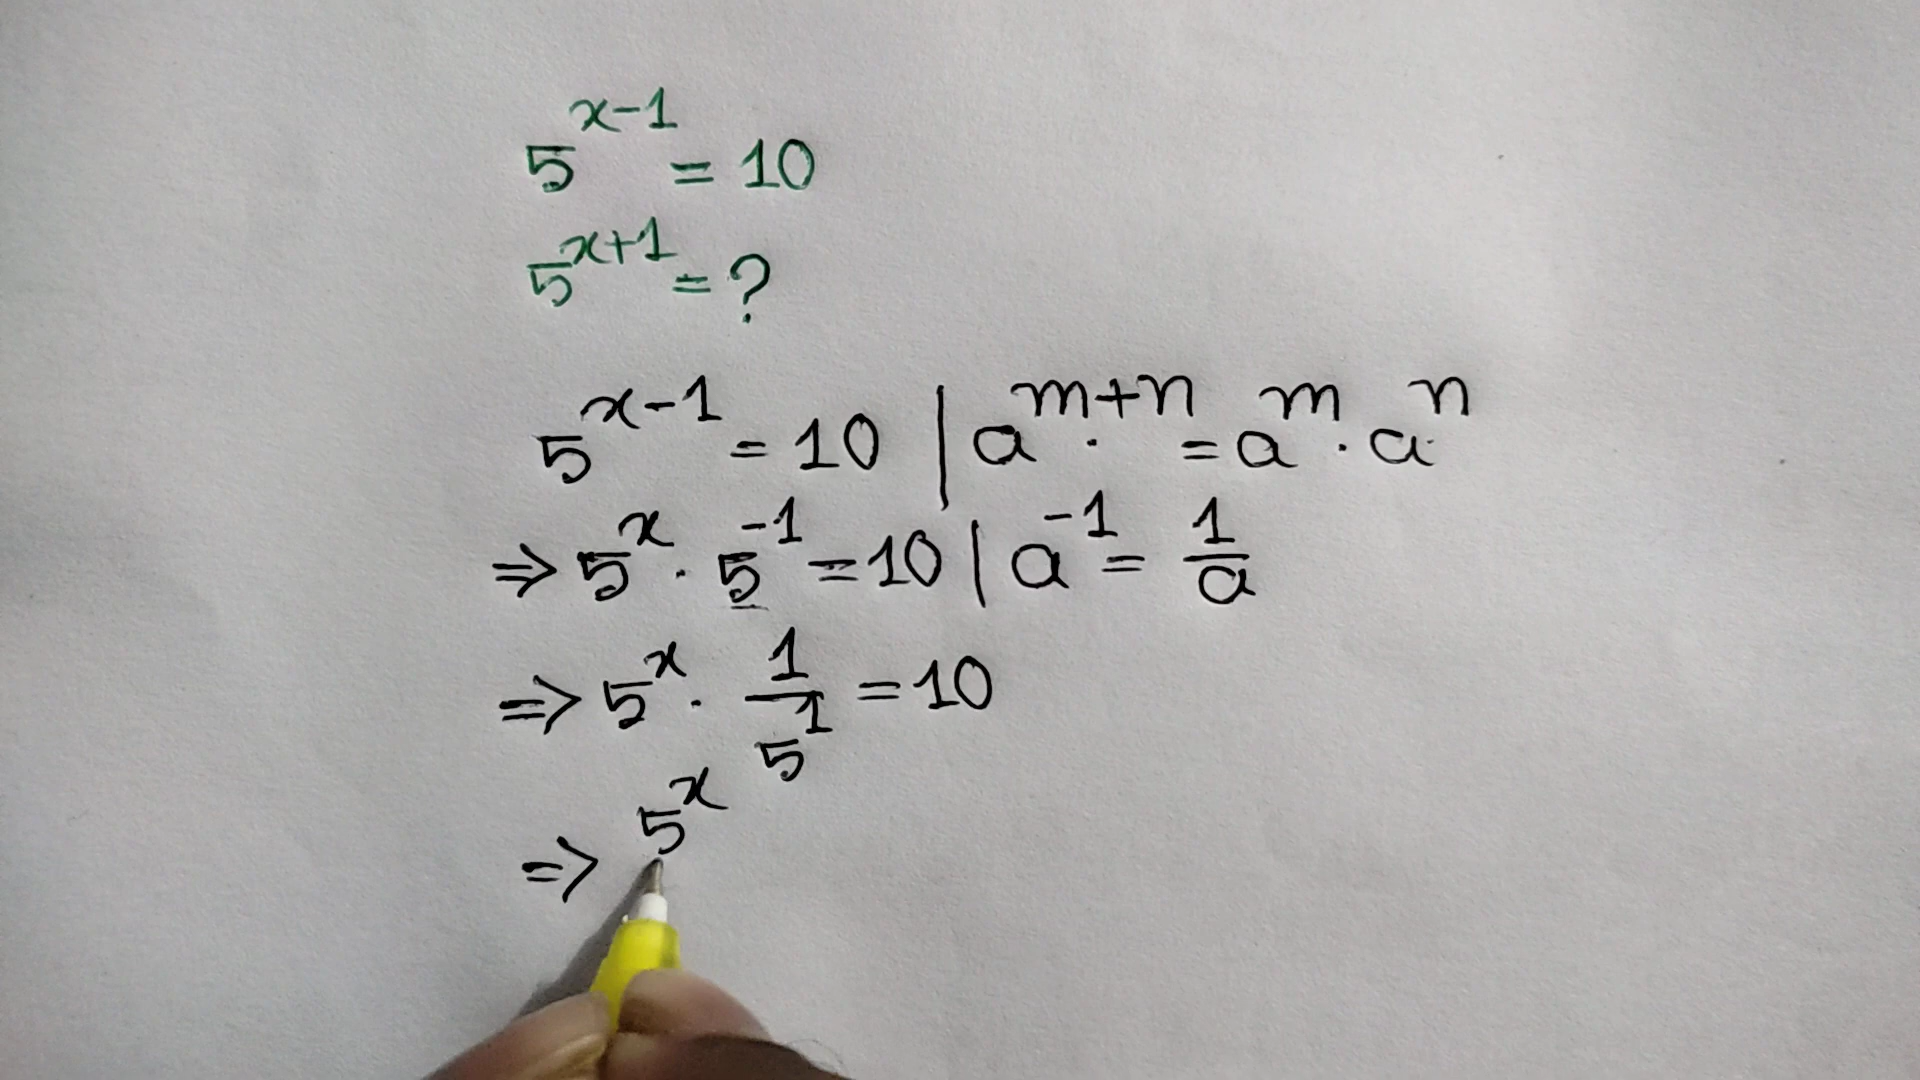 5^{x-1} = 10
5^{x+1} = ?
5^{x-1} = 10 | a^{m+n} = a^m · a^n
⇒ 5^x · 5^{-1} = 10 | a^{-1} = 1/a
⇒ 5^x · 1/5^1 = 10
⇒ 5^x